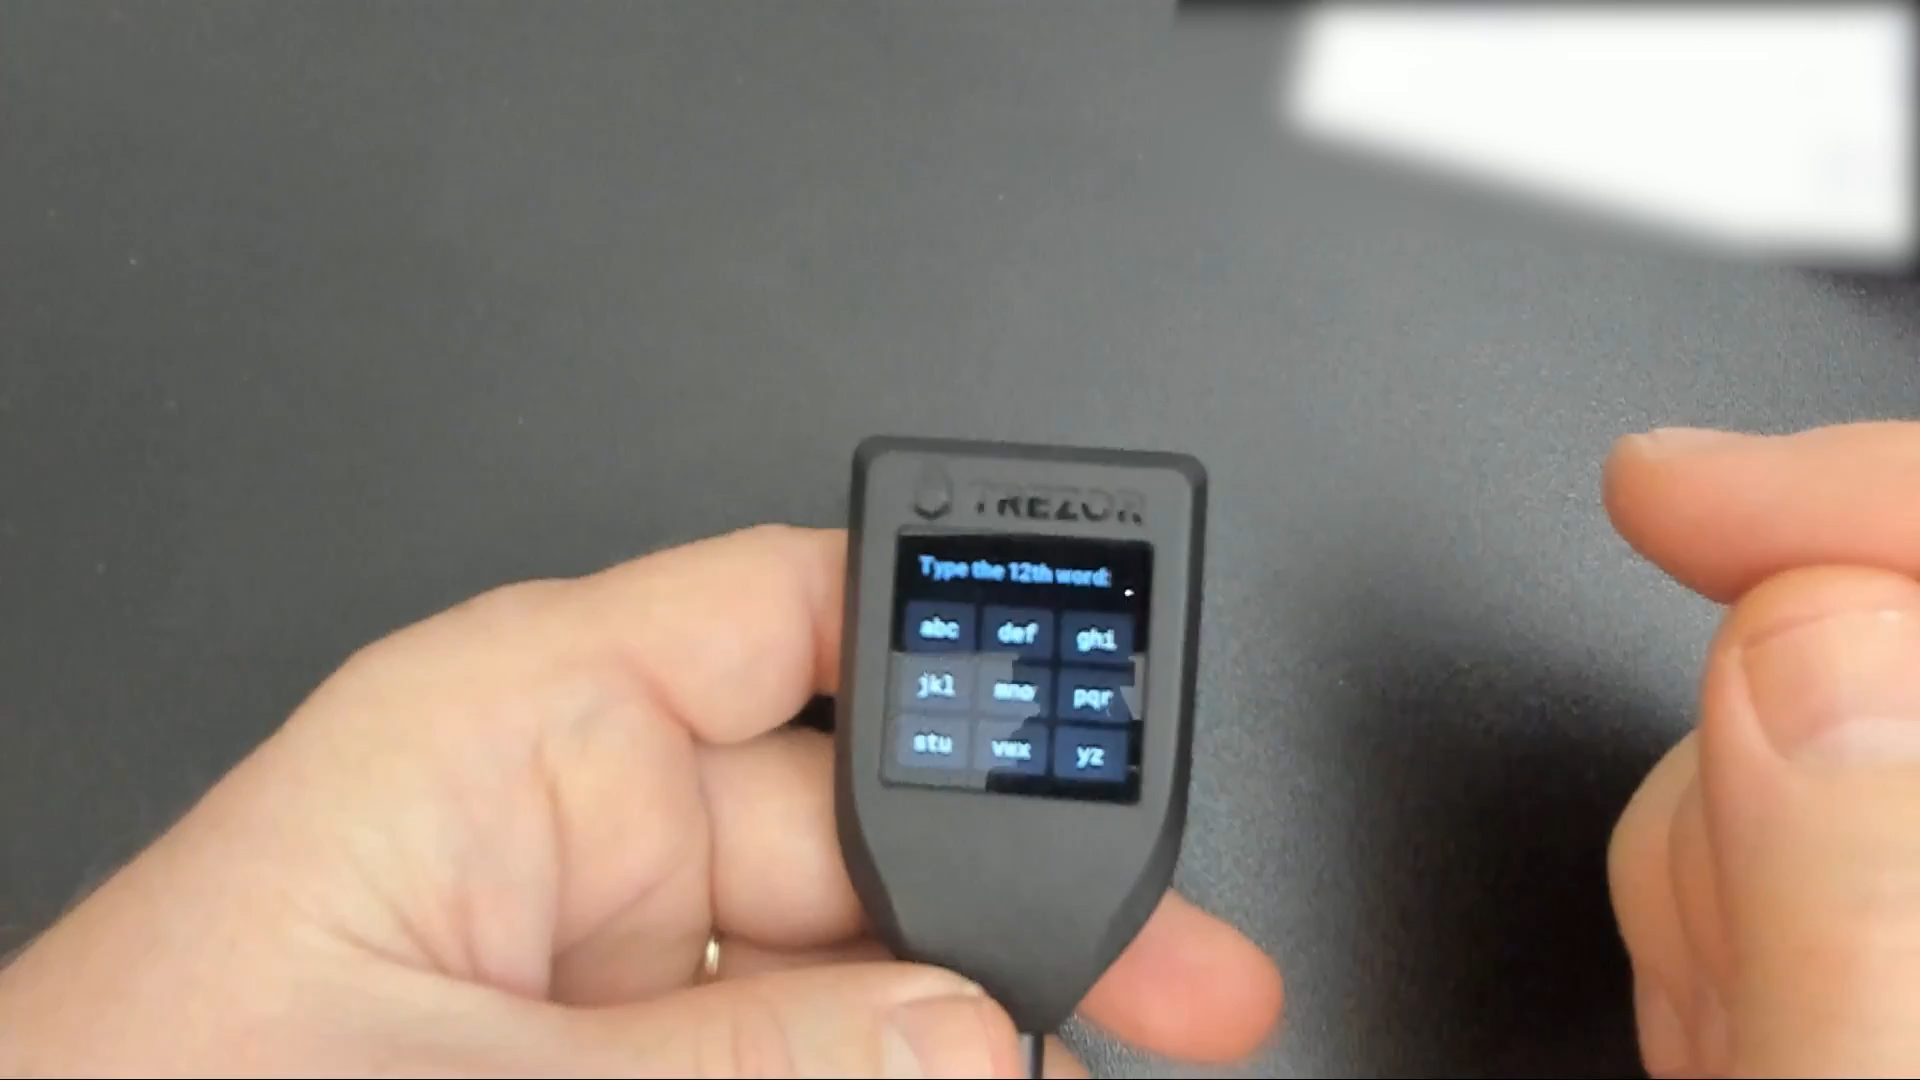 TREZOR
Type the 12th word:
abc def ghi
jkl mno pqr
stu vwx yz